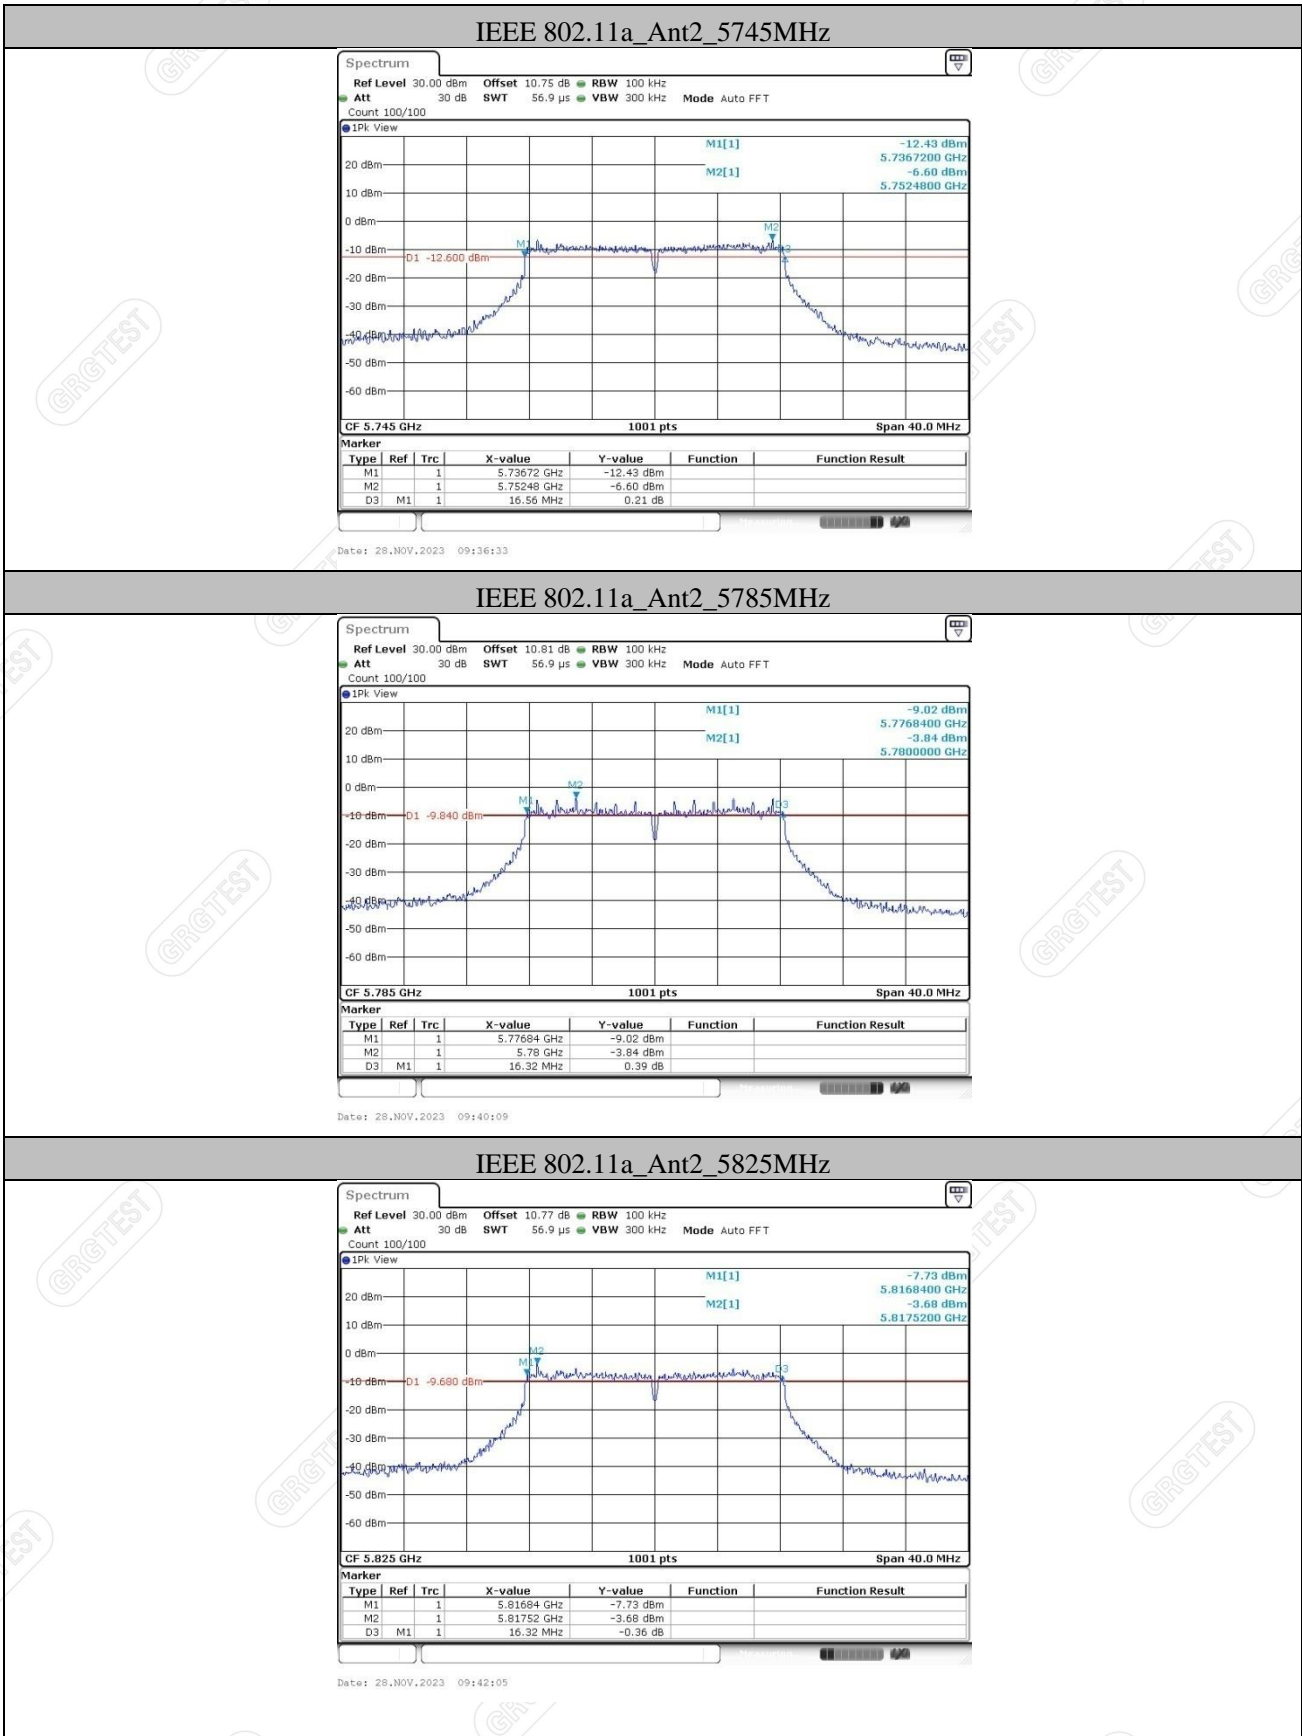 IEEE 802.11a_Ant2_5745MHz
Spectrum
Ref Level 30.00 dBm Offset 10.75 dB RBW 100 kHz
Att 30 dB SWT 56.9 µs VBW 300 kHz Mode Auto FFT
Count 100/100
1Pk View
M1[1] -12.43 dBm
5.7367200 GHz
20 dBm
M2[1] -6.60 dBm
5.7524800 GHz
10 dBm
0 dBm
M2
M1
D3
-10 dBm
D1 -12.600 dBm
-20 dBm
-30 dBm
-40 dBm
-50 dBm
-60 dBm
CF 5.745 GHz 1001 pts Span 40.0 MHz
Marker
Type Ref Trc X-value Y-value Function Function Result
M1 1 5.73672 GHz -12.43 dBm
M2 1 5.75248 GHz -6.60 dBm
D3 M1 1 16.56 MHz 0.21 dB
Measuring...
Date: 28.NOV.2023 09:36:33
IEEE 802.11a_Ant2_5785MHz
Spectrum
Ref Level 30.00 dBm Offset 10.81 dB RBW 100 kHz
Att 30 dB SWT 56.9 µs VBW 300 kHz Mode Auto FFT
Count 100/100
1Pk View
M1[1] -9.02 dBm
5.7768400 GHz
20 dBm
M2[1] -3.84 dBm
5.7800000 GHz
10 dBm
0 dBm
M2
M1
D3
-10 dBm D1 -9.840 dBm
-20 dBm
-30 dBm
-40 dBm
-50 dBm
-60 dBm
CF 5.785 GHz 1001 pts Span 40.0 MHz
Marker
Type Ref Trc X-value Y-value Function Function Result
M1 1 5.77684 GHz -9.02 dBm
M2 1 5.78 GHz -3.84 dBm
D3 M1 1 16.32 MHz 0.39 dB
Measuring...
Date: 28.NOV.2023 09:40:09
IEEE 802.11a_Ant2_5825MHz
Spectrum
Ref Level 30.00 dBm Offset 10.77 dB RBW 100 kHz
Att 30 dB SWT 56.9 µs VBW 300 kHz Mode Auto FFT
Count 100/100
1Pk View
M1[1] -7.73 dBm
5.8168400 GHz
20 dBm
M2[1] -3.68 dBm
5.8175200 GHz
10 dBm
0 dBm
M2
M1
D3
-10 dBm D1 -9.680 dBm
-20 dBm
-30 dBm
-40 dBm
-50 dBm
-60 dBm
CF 5.825 GHz 1001 pts Span 40.0 MHz
Marker
Type Ref Trc X-value Y-value Function Function Result
M1 1 5.81684 GHz -7.73 dBm
M2 1 5.81752 GHz -3.68 dBm
D3 M1 1 16.32 MHz -0.36 dB
Date: 28.NOV.2023 09:42:05
GRGTEST